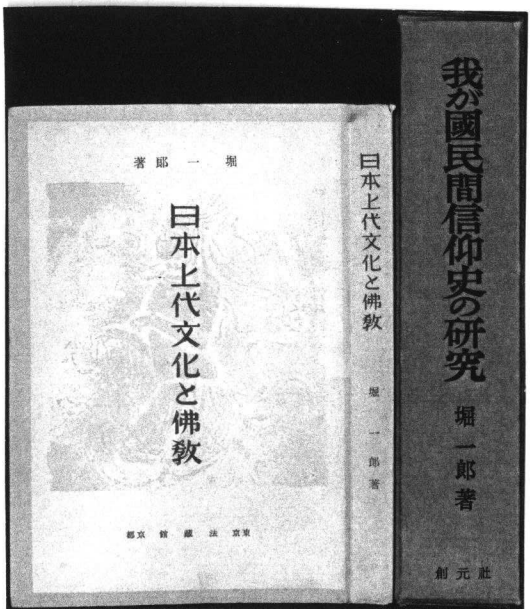 著郎一堀
日本上代文化と佛教
都京 館藏法 京東
日本上代文化と佛教
堀一郎著
我が國民間信仰史の研究
堀一郎著
創元社